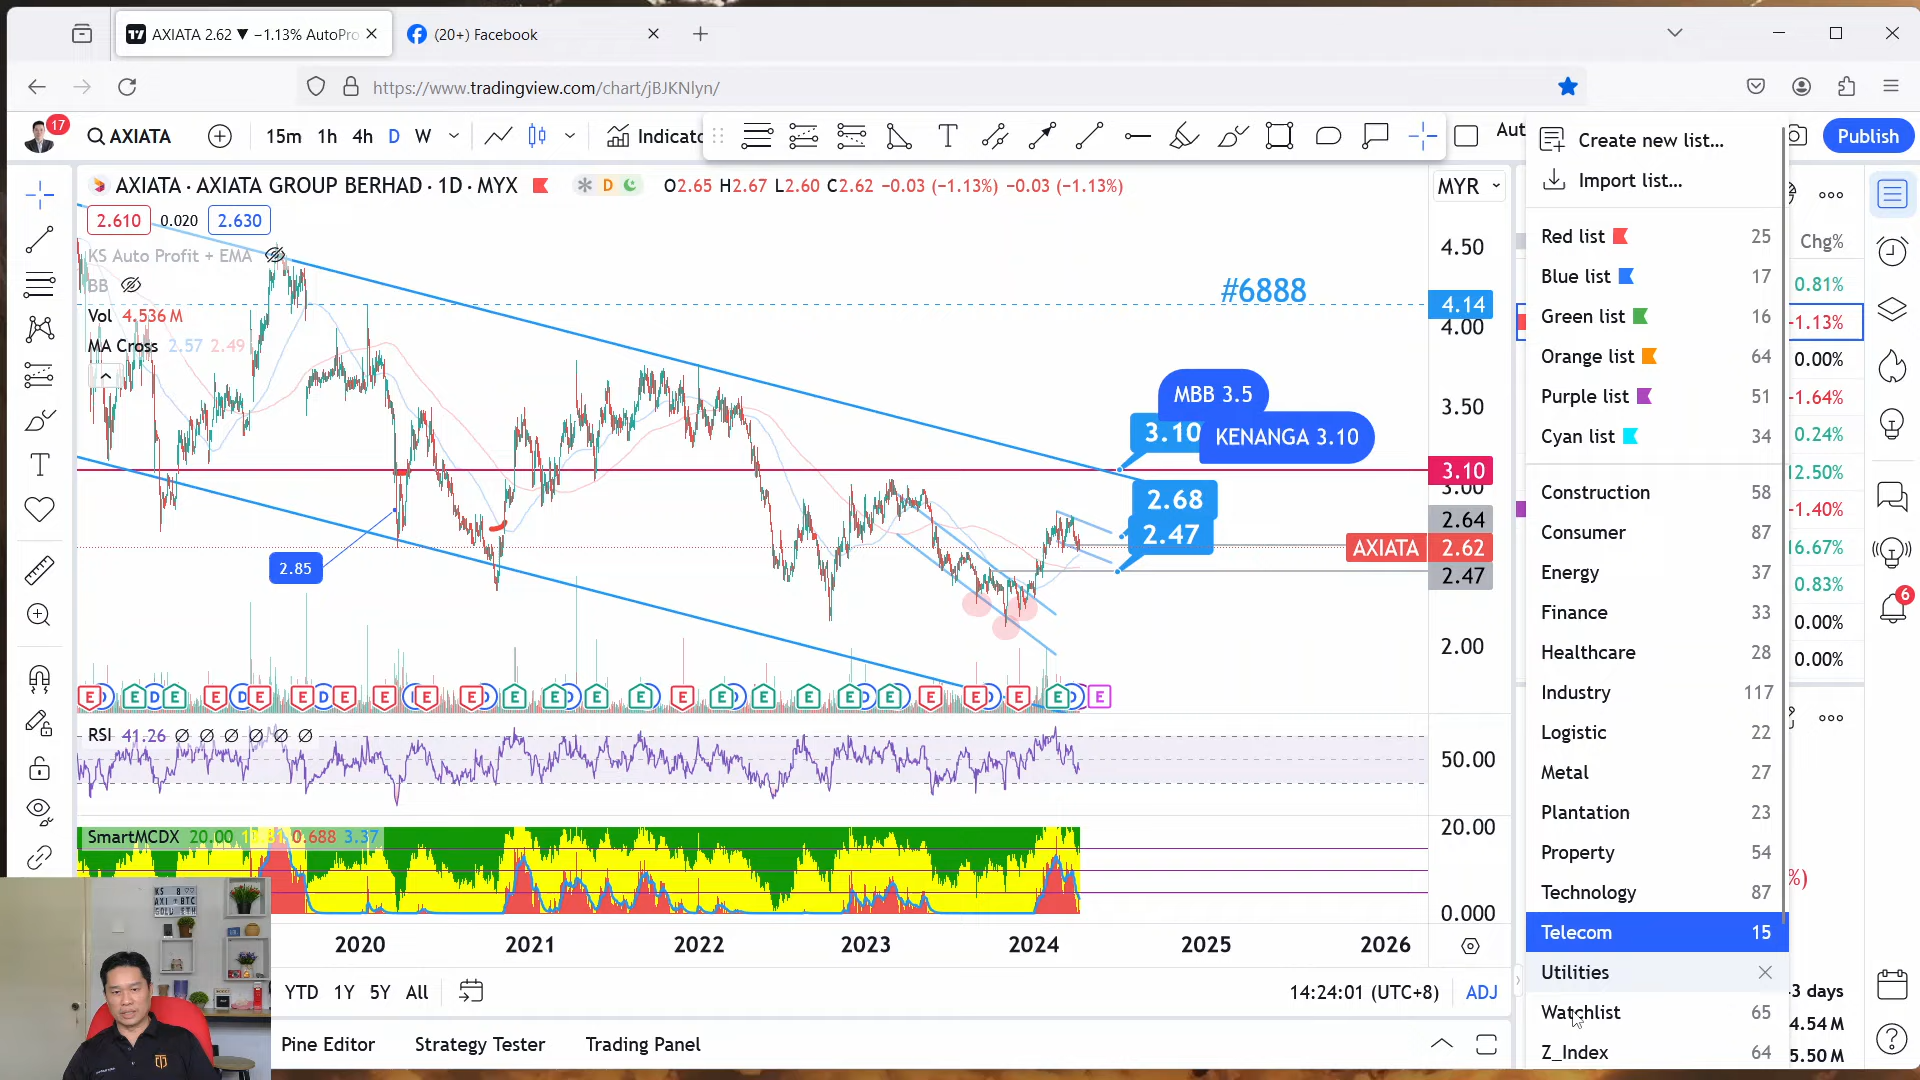 AXIATA 2.62 ▼ −1.13% AutoPro
(20+) Facebook
https://www.tradingview.com/chart/jBJKNlyn/
17
AXIATA
15m 1h 4h D W
Indicato
Aut
Publish
AXIATA · AXIATA GROUP BERHAD · 1D · MYX
D
O2.65 H2.67 L2.60 C2.62 −0.03 (−1.13%) −0.03 (−1.13%)
MYR
2.610 0.020 2.630
KS Auto Profit + EMA
BB
Vol 4.536 M
MA Cross 2.57 2.49
#6888
MBB 3.5
3.10
KENANGA 3.10
2.68
2.47
2.85
4.50
4.14
4.00
3.50
3.10
3.00
2.64
AXIATA 2.62
2.47
2.00
RSI 41.26 ∅ ∅ ∅ ∅ ∅ ∅
50.00
SmartMCDX 20.00 0.688 3.37
20.00
0.000
2020 2021 2022 2023 2024 2025 2026
YTD 1Y 5Y All
14:24:01 (UTC+8) ADJ
Pine Editor Strategy Tester Trading Panel
Create new list...
Import list...
Red list 25
Blue list 17
Green list 16
Orange list 64
Purple list 51
Cyan list 34
Construction 58
Consumer 87
Energy 37
Finance 33
Healthcare 28
Industry 117
Logistic 22
Metal 27
Plantation 23
Property 54
Technology 87
Telecom 15
Utilities
Watchlist 65
Z_Index 64
Chg%
0.81%
-1.13%
0.00%
-1.64%
0.24%
12.50%
-1.40%
16.67%
0.83%
0.00%
0.00%
%)
3 days
4.54 M
5.50 M
6